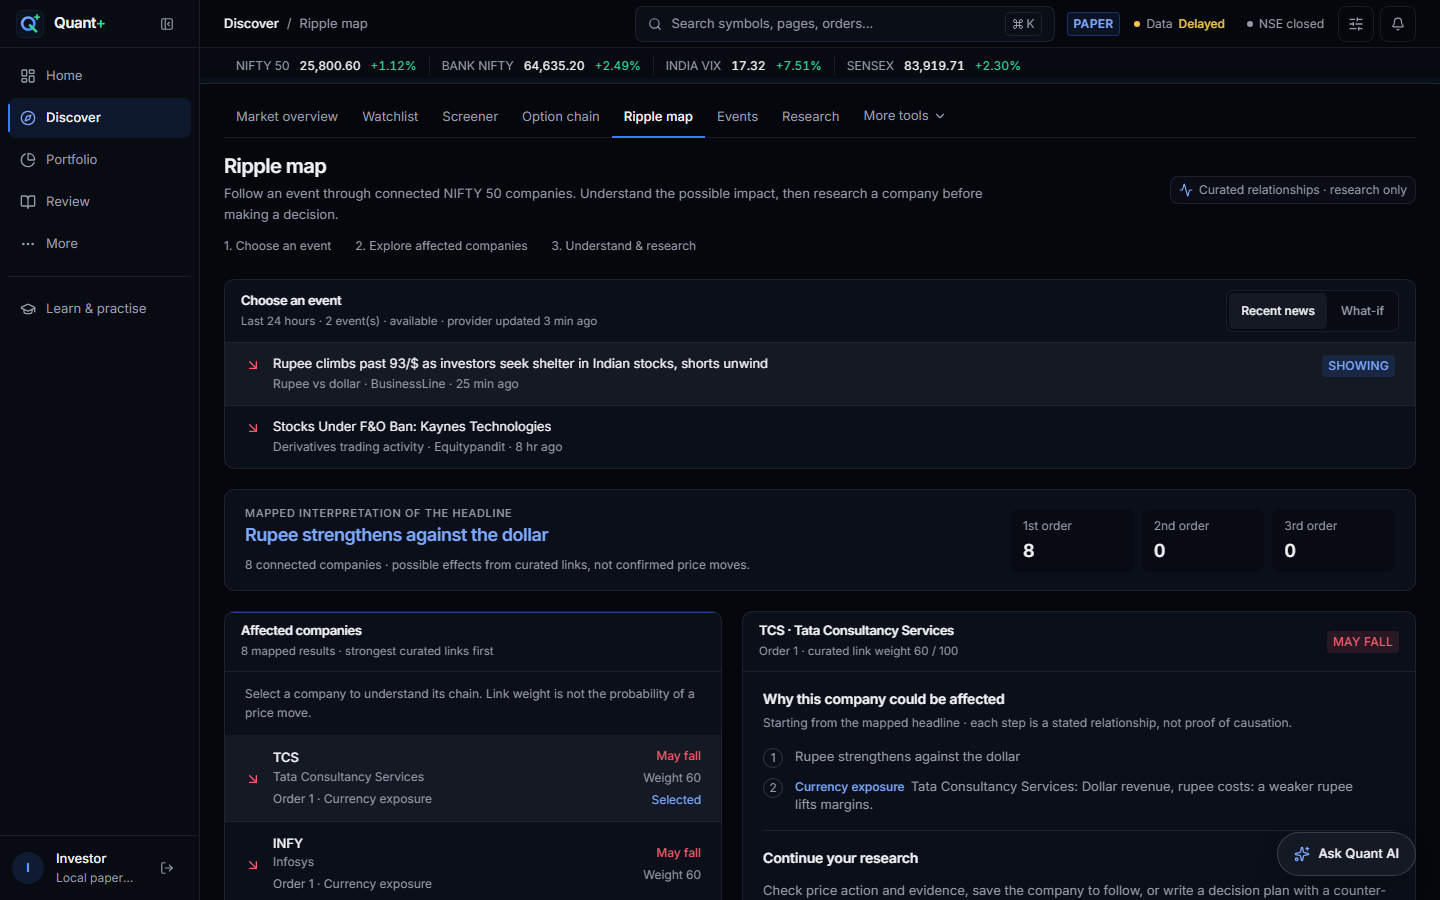 Quant+
Discover / Ripple map
Search symbols, pages, orders...
⌘ K
PAPER
Data Delayed
NSE closed
NIFTY 50 25,800.60 +1.12%
BANK NIFTY 64,635.20 +2.49%
INDIA VIX 17.32 +7.51%
SENSEX 83,919.71 +2.30%
Home
Discover
Portfolio
Review
More
Learn & practise
Investor
Local paper...
I
Market overview
Watchlist
Screener
Option chain
Ripple map
Events
Research
More tools
Ripple map
Follow an event through connected NIFTY 50 companies. Understand the possible impact, then research a company before
making a decision.
Curated relationships · research only
1. Choose an event
2. Explore affected companies
3. Understand & research
Choose an event
Last 24 hours · 2 event(s) · available · provider updated 3 min ago
Recent news
What-if
Rupee climbs past 93/$ as investors seek shelter in Indian stocks, shorts unwind
Rupee vs dollar · BusinessLine · 25 min ago
SHOWING
Stocks Under F&O Ban: Kaynes Technologies
Derivatives trading activity · Equitypandit · 8 hr ago
MAPPED INTERPRETATION OF THE HEADLINE
Rupee strengthens against the dollar
8 connected companies · possible effects from curated links, not confirmed price moves.
1st order
8
2nd order
0
3rd order
0
Affected companies
8 mapped results · strongest curated links first
Select a company to understand its chain. Link weight is not the probability of a
price move.
TCS
Tata Consultancy Services
Order 1 · Currency exposure
May fall
Weight 60
Selected
INFY
Infosys
Order 1 · Currency exposure
May fall
Weight 60
TCS · Tata Consultancy Services
Order 1 · curated link weight 60 / 100
MAY FALL
Why this company could be affected
Starting from the mapped headline · each step is a stated relationship, not proof of causation.
1 Rupee strengthens against the dollar
2 Currency exposure Tata Consultancy Services: Dollar revenue, rupee costs: a weaker rupee
lifts margins.
Continue your research
Check price action and evidence, save the company to follow, or write a decision plan with a counter-
Ask Quant AI